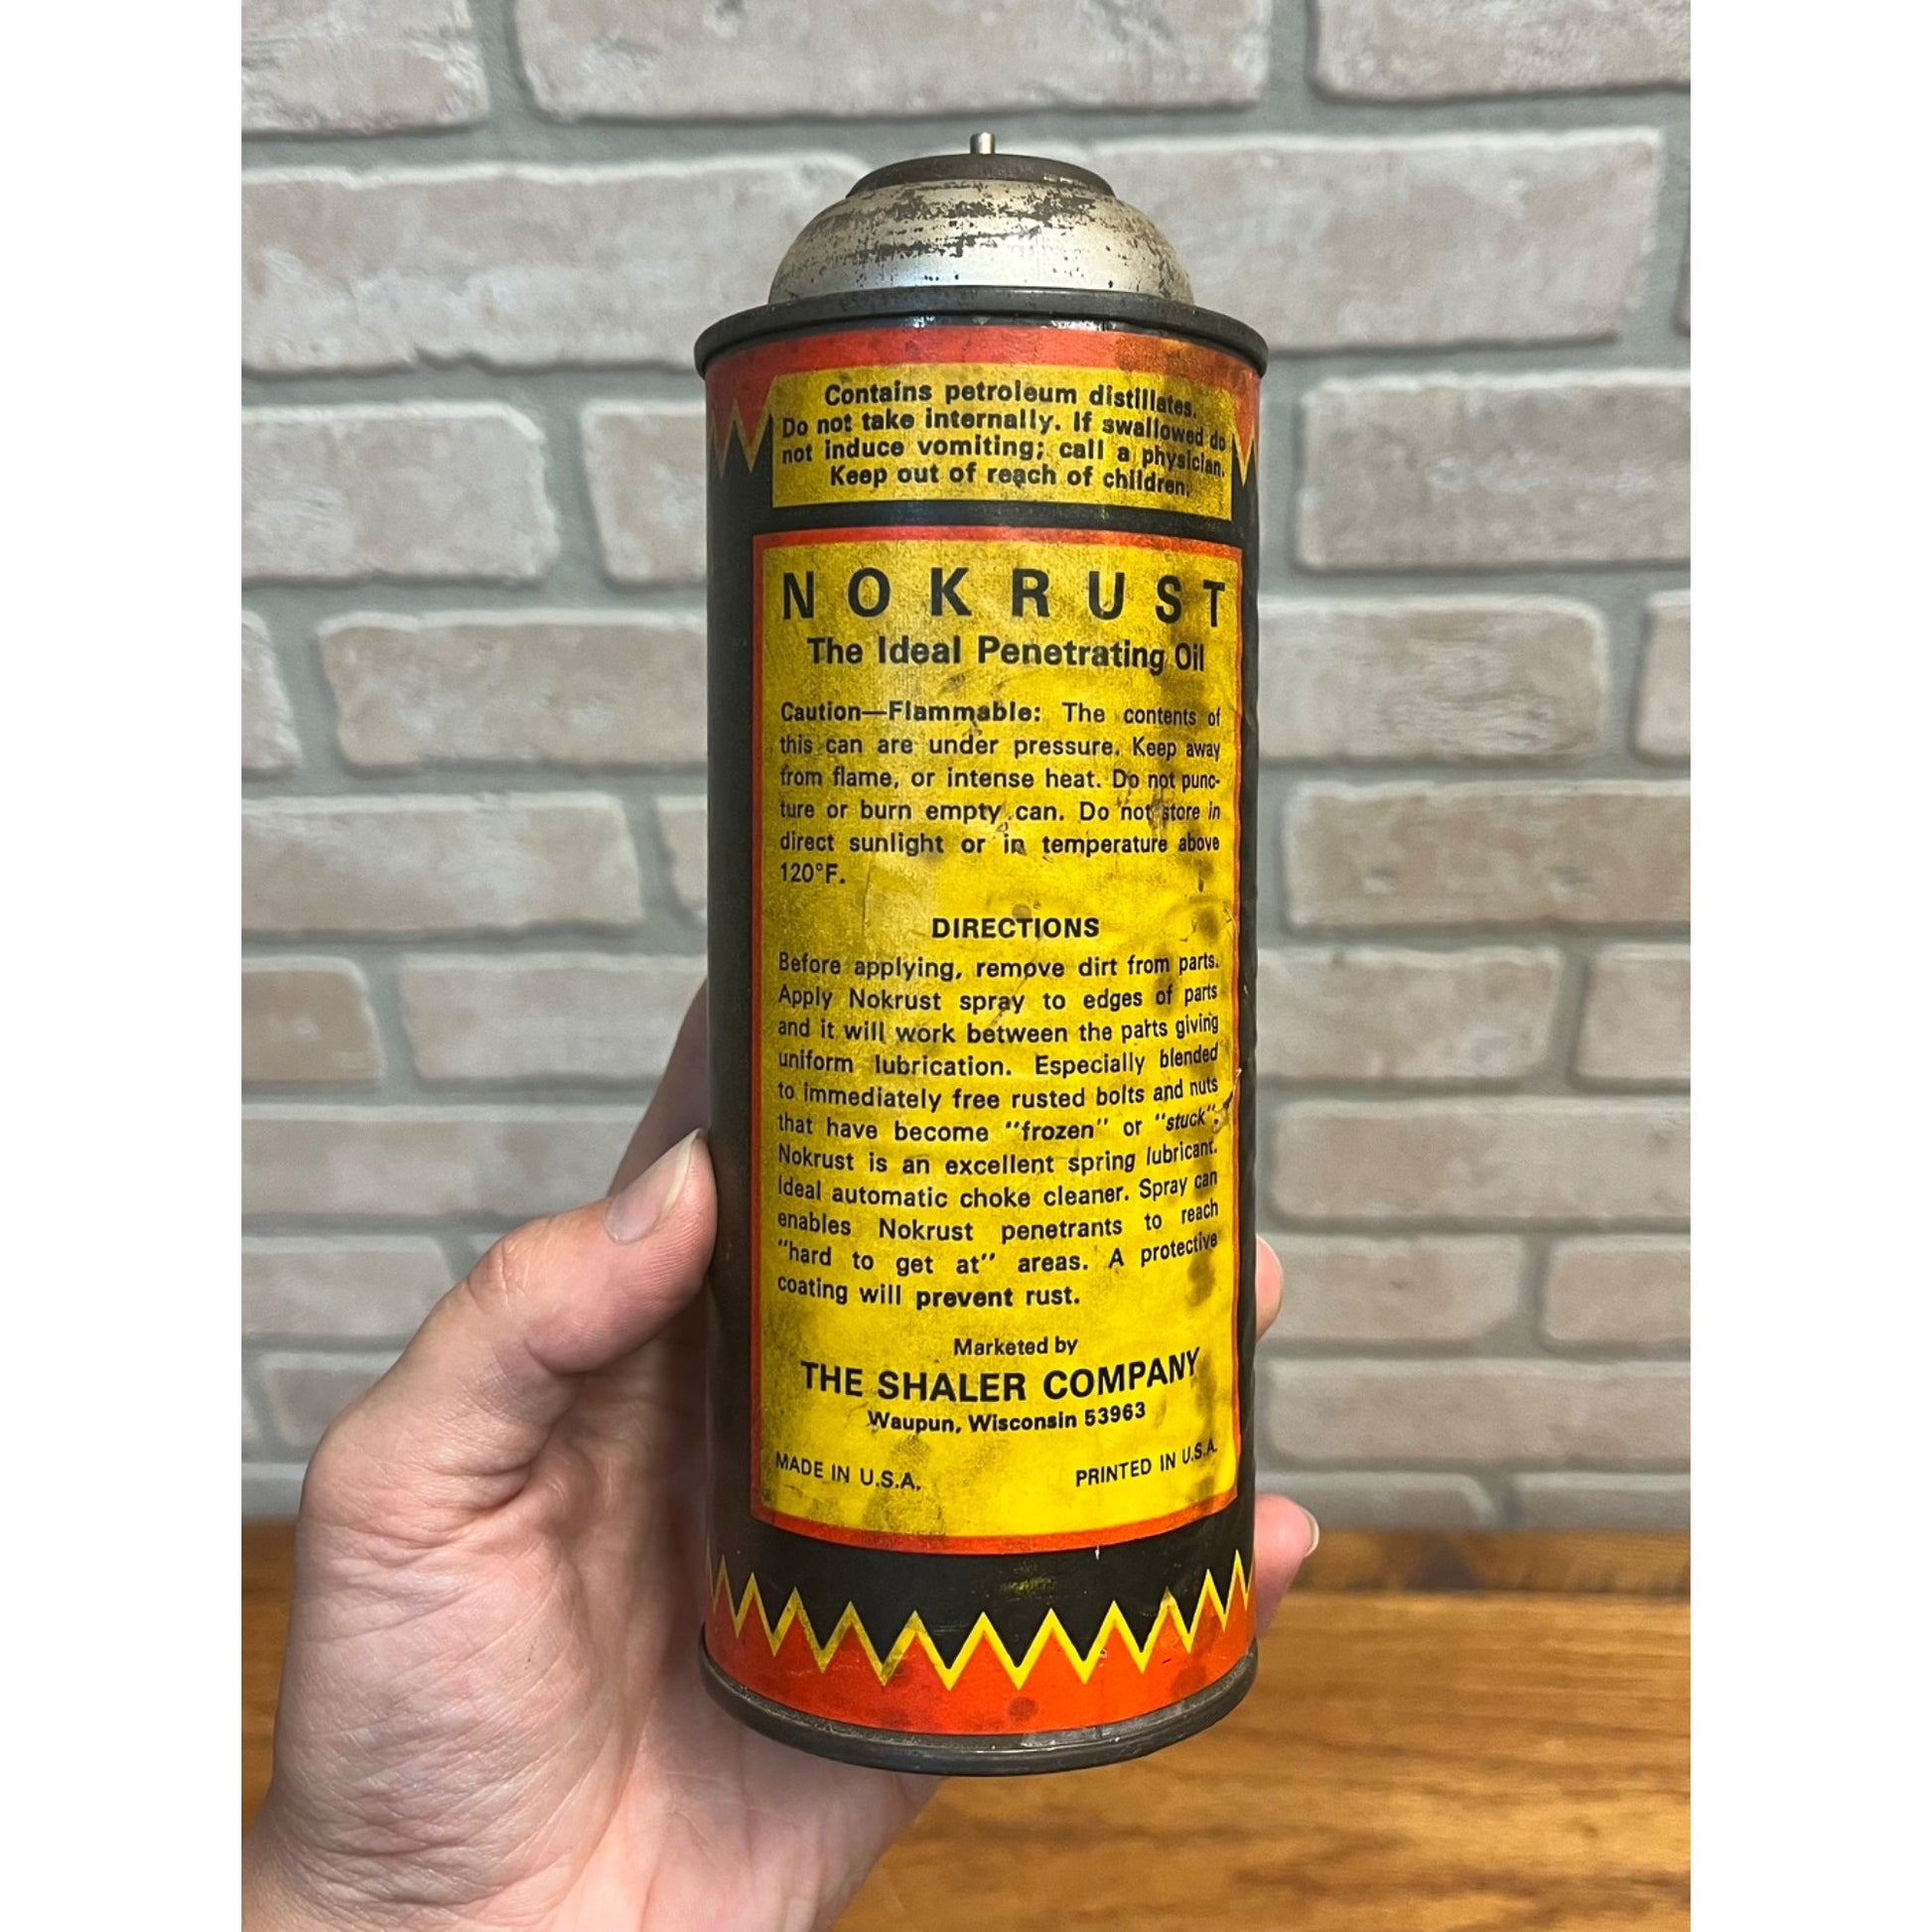 Contains petroleum distillates.
Do not take internally. If swallowed do
not induce vomiting; call a physician.
Keep out of reach of children.
NOKRUST
The Ideal Penetrating Oil
Caution—Flammable: The contents of
this can are under pressure. Keep away
from flame, or intense heat. Do not punc-
ture or burn empty can. Do not store in
direct sunlight or in temperature above
120°F.
DIRECTIONS
Before applying, remove dirt from parts.
Apply Nokrust spray to edges of parts
and it will work between the parts giving
uniform lubrication. Especially blended
to immediately free rusted bolts and nuts
that have become "frozen" or "stuck".
Nokrust is an excellent spring lubricant.
Ideal automatic choke cleaner. Spray can
enables Nokrust penetrants to reach
"hard to get at" areas. A protective
coating will prevent rust.
Marketed by
THE SHALER COMPANY
Waupun, Wisconsin 53963
MADE IN U.S.A. PRINTED IN U.S.A.